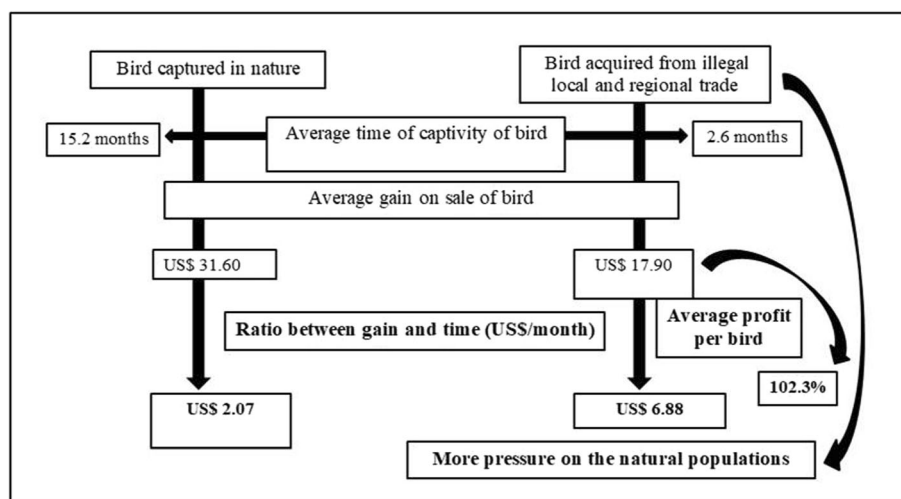 Bird captured in nature
Bird acquired from illegal
local and regional trade
15.2 months
Average time of captivity of bird
2.6 months
Average gain on sale of bird
US$ 31.60
US$ 17.90
Ratio between gain and time (US$/month)
Average profit
per bird
102.3%
US$ 2.07
US$ 6.88
More pressure on the natural populations